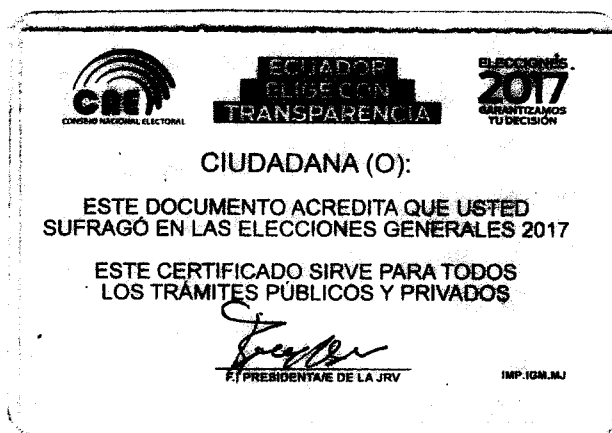 CNE
CONSEJO NACIONAL ELECTORAL
ECUADOR
ELIGE CON
TRANSPARENCIA
ELECCIONES
2017
GARANTIZAMOS
TU DECISIÓN
CIUDADANA (O):
ESTE DOCUMENTO ACREDITA QUE USTED
SUFRAGÓ EN LAS ELECCIONES GENERALES 2017
ESTE CERTIFICADO SIRVE PARA TODOS
LOS TRÁMITES PÚBLICOS Y PRIVADOS
F.) PRESIDENTA/E DE LA JRV
IMP.IGM.MJ